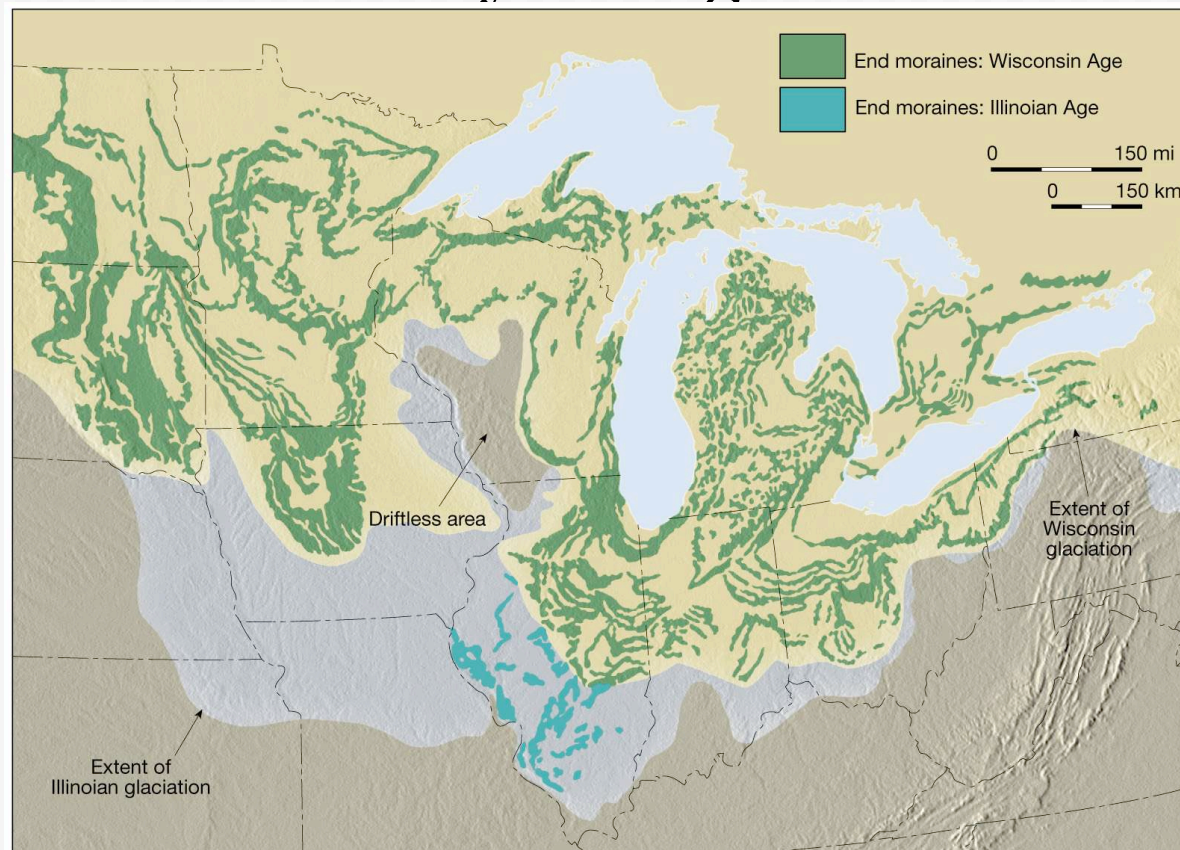 End moraines: Wisconsin Age
End moraines: Illinoian Age
0 150 mi
0 150 km
Driftless area
Extent of
Wisconsin
glaciation
Extent of
Illinoian glaciation